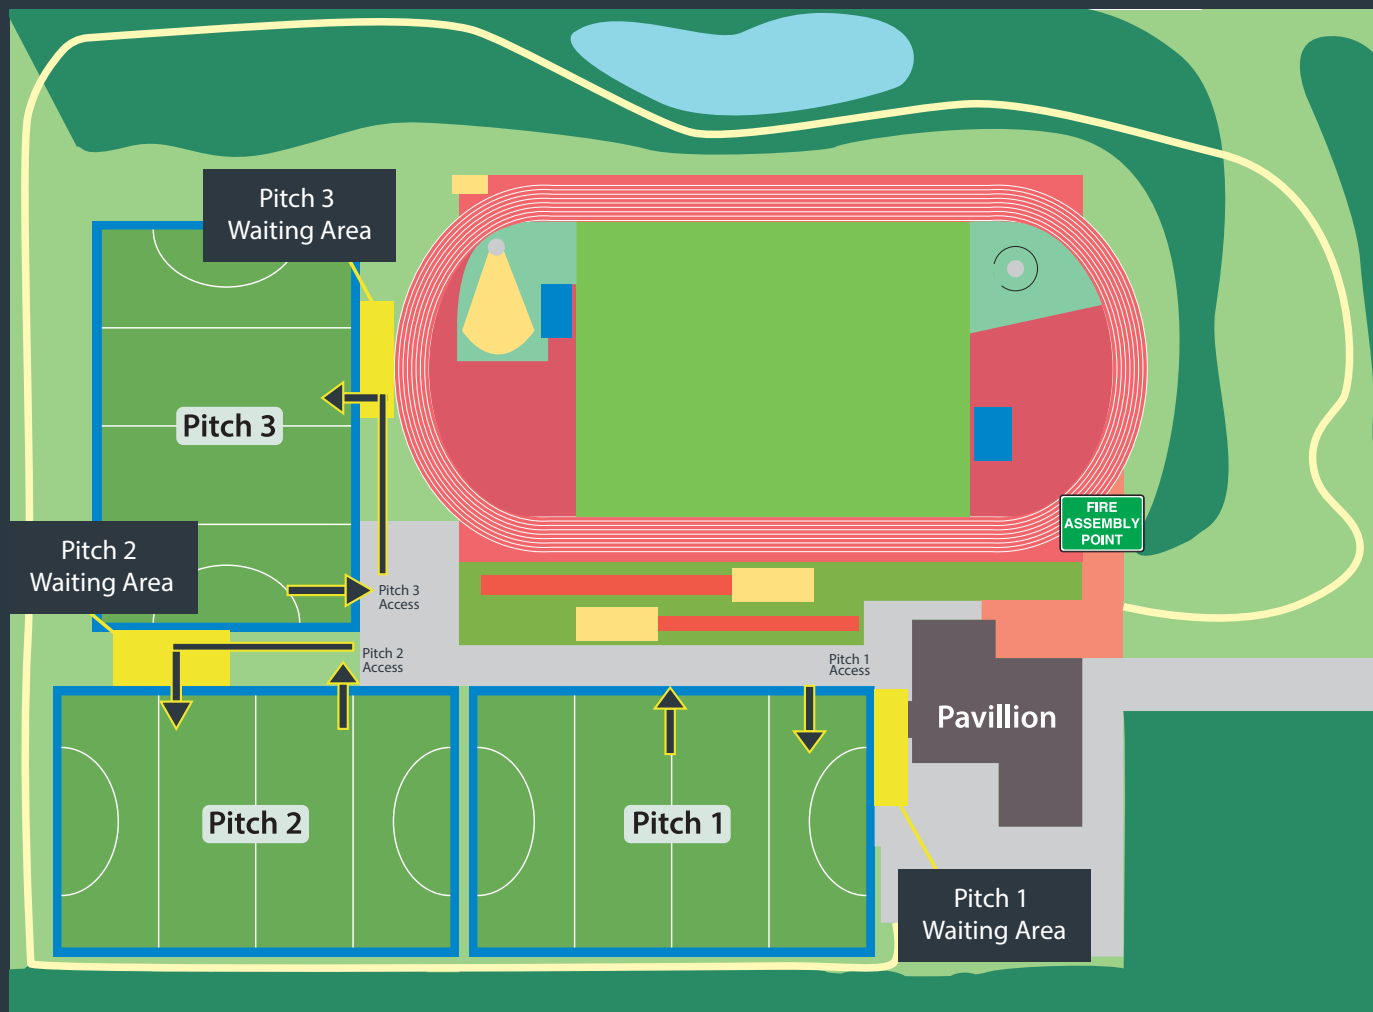 Pitch 3
Waiting Area
Pitch 3
FIRE
ASSEMBLY
POINT
Pitch 2
Waiting Area
Pitch 3
Access
Pitch 2
Access
Pitch 1
Access
Pavillion
Pitch 2
Pitch 1
Pitch 1
Waiting Area